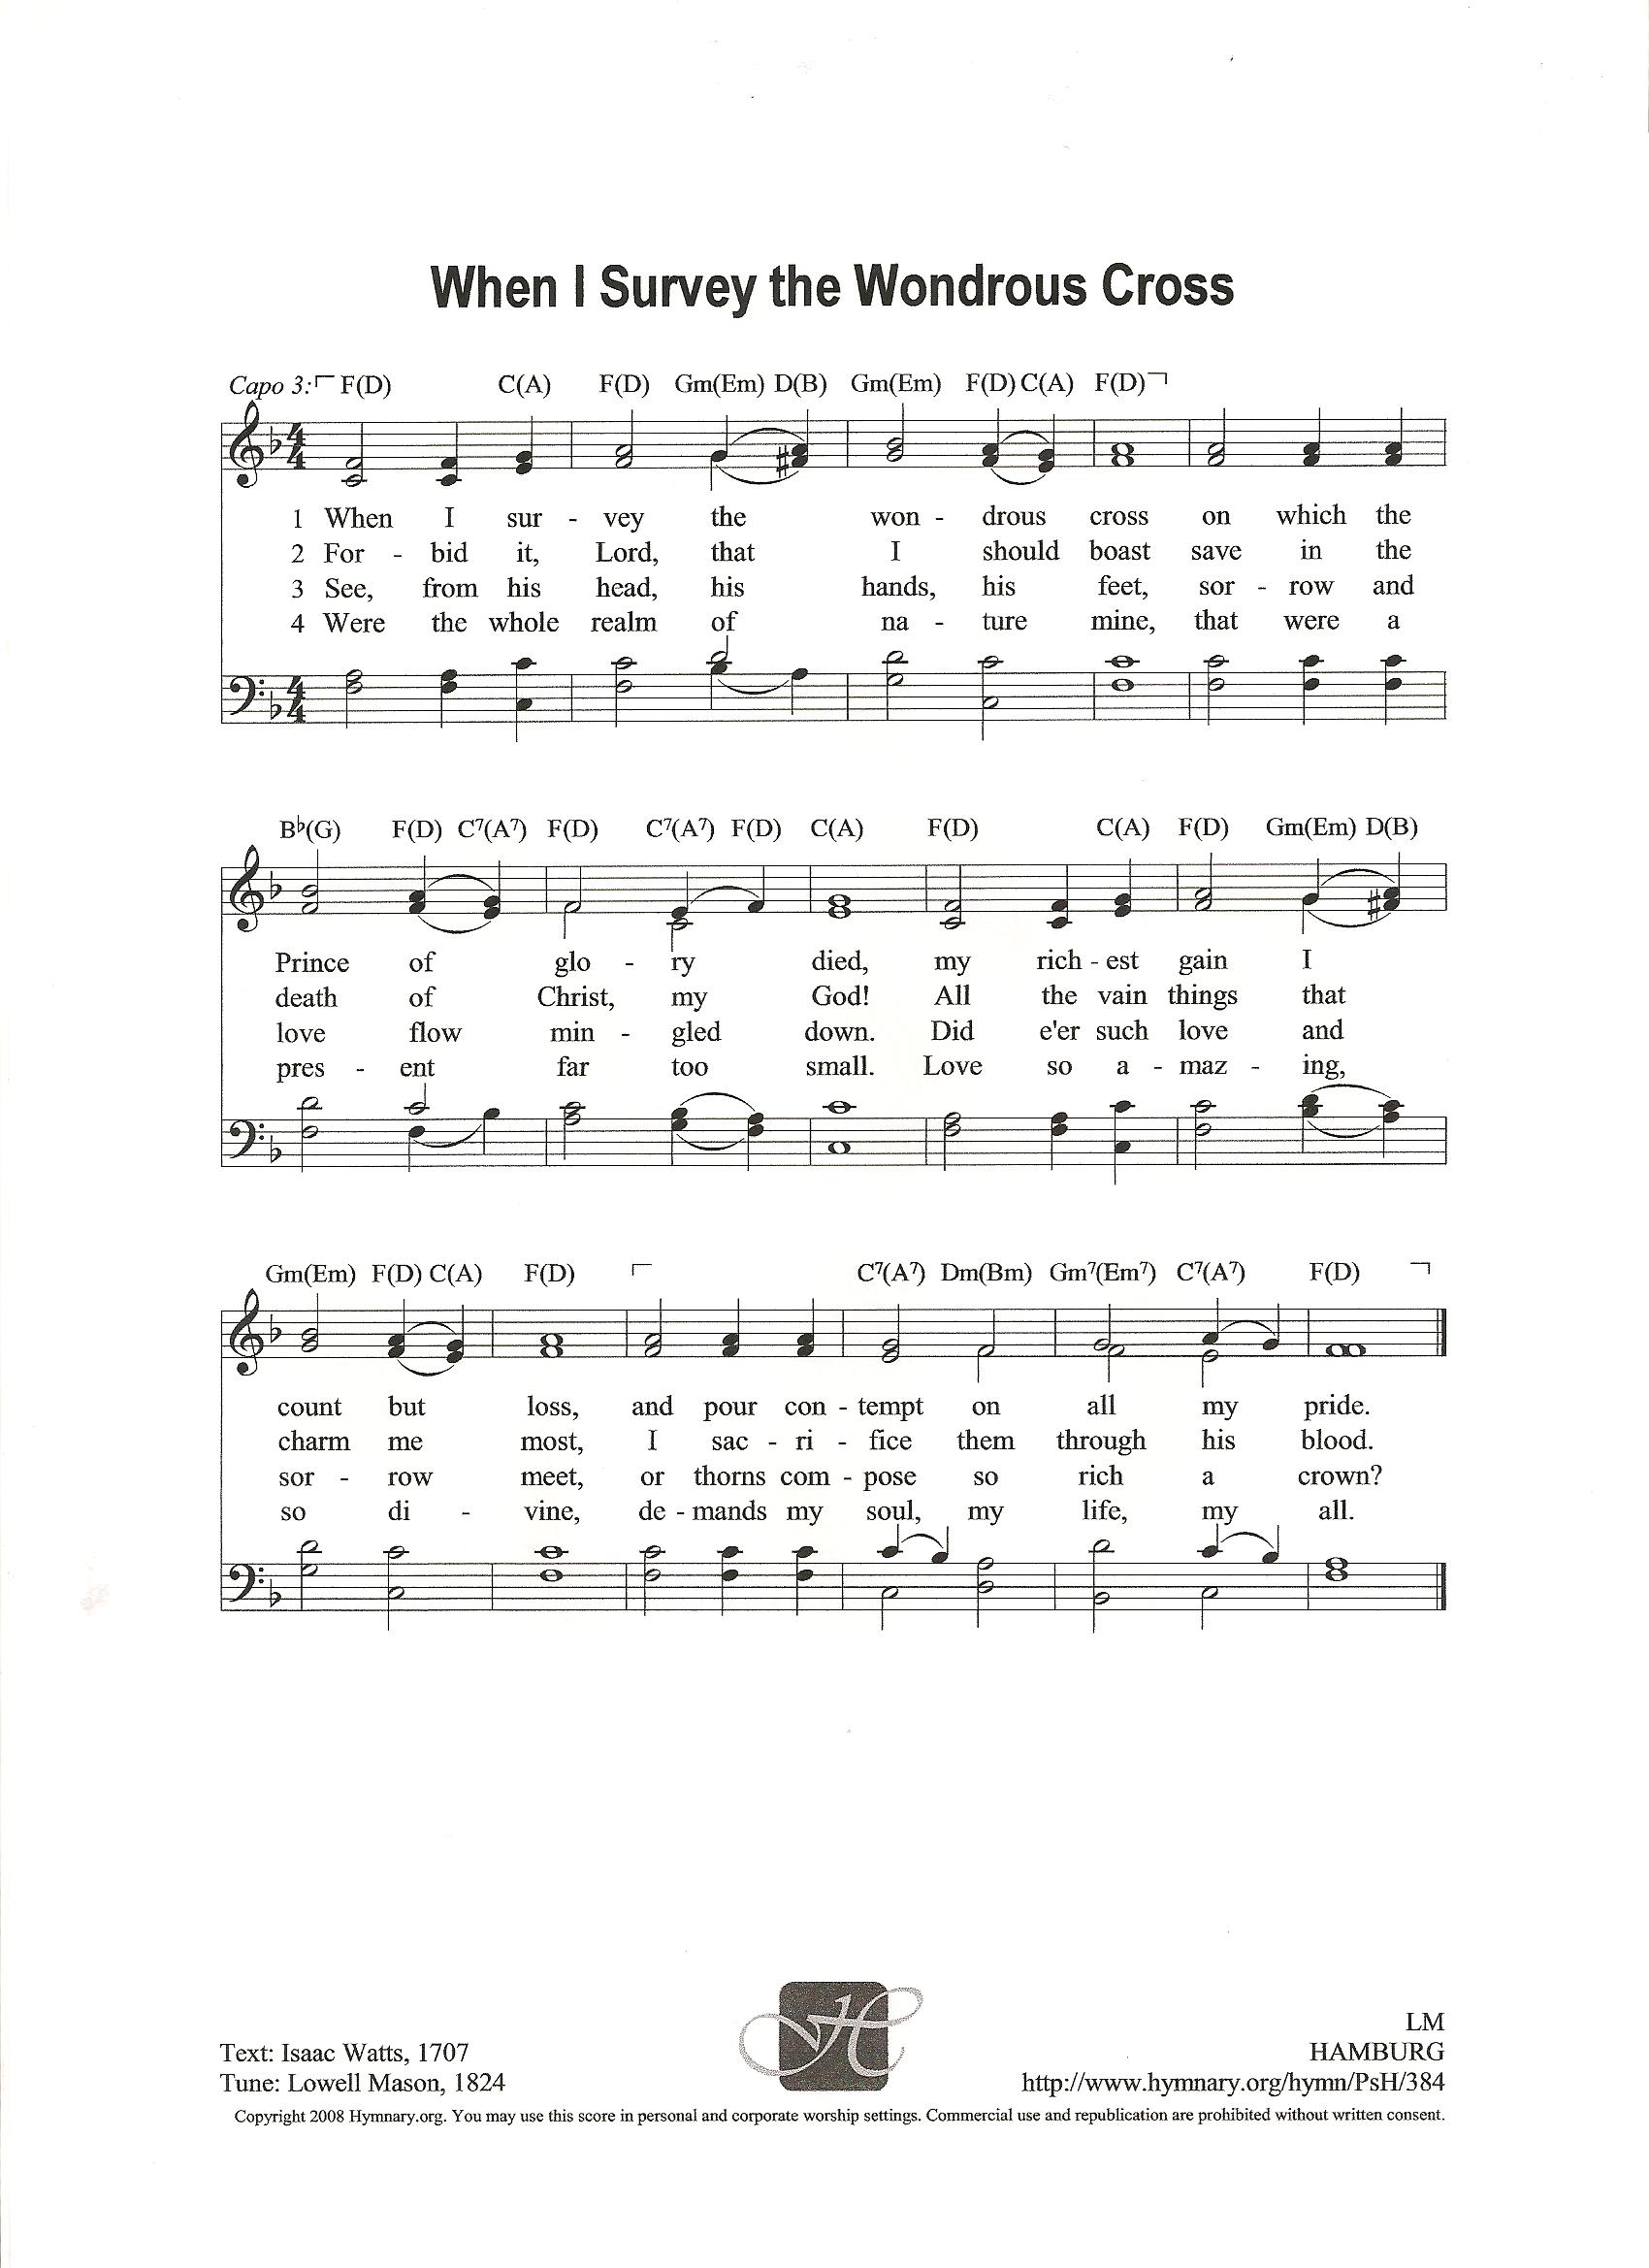 When I Survey the Wondrous Cross
Capo 3: F(D) C(A) F(D) Gm(Em) D(B) Gm(Em) F(D) C(A) F(D)
4 4
1 When I sur - vey the won - drous cross on which the
2 For - bid it, Lord, that I should boast save in the
3 See, from his head, his hands, his feet, sor - row and
4 Were the whole realm of na - ture mine, that were a
4 4
B♭(G) F(D) C⁷(A⁷) F(D) C⁷(A⁷) F(D) C(A) F(D) C(A) F(D) Gm(Em) D(B)
Prince of glo - ry died, my rich - est gain I
death of Christ, my God! All the vain things that
love flow min - gled down. Did e'er such love and
pres - ent far too small. Love so a - maz - ing,
Gm(Em) F(D) C(A) F(D) C⁷(A⁷) Dm(Bm) Gm⁷(Em⁷) C⁷(A⁷) F(D)
count but loss, and pour con - tempt on all my pride.
charm me most, I sac - ri - fice them through his blood.
sor - row meet, or thorns com - pose so rich a crown?
so di - vine, de - mands my soul, my life, my all.
H
Text: Isaac Watts, 1707
Tune: Lowell Mason, 1824
LM
HAMBURG
http://www.hymnary.org/hymn/PsH/384
Copyright 2008 Hymnary.org. You may use this score in personal and corporate worship settings. Commercial use and republication are prohibited without written consent.